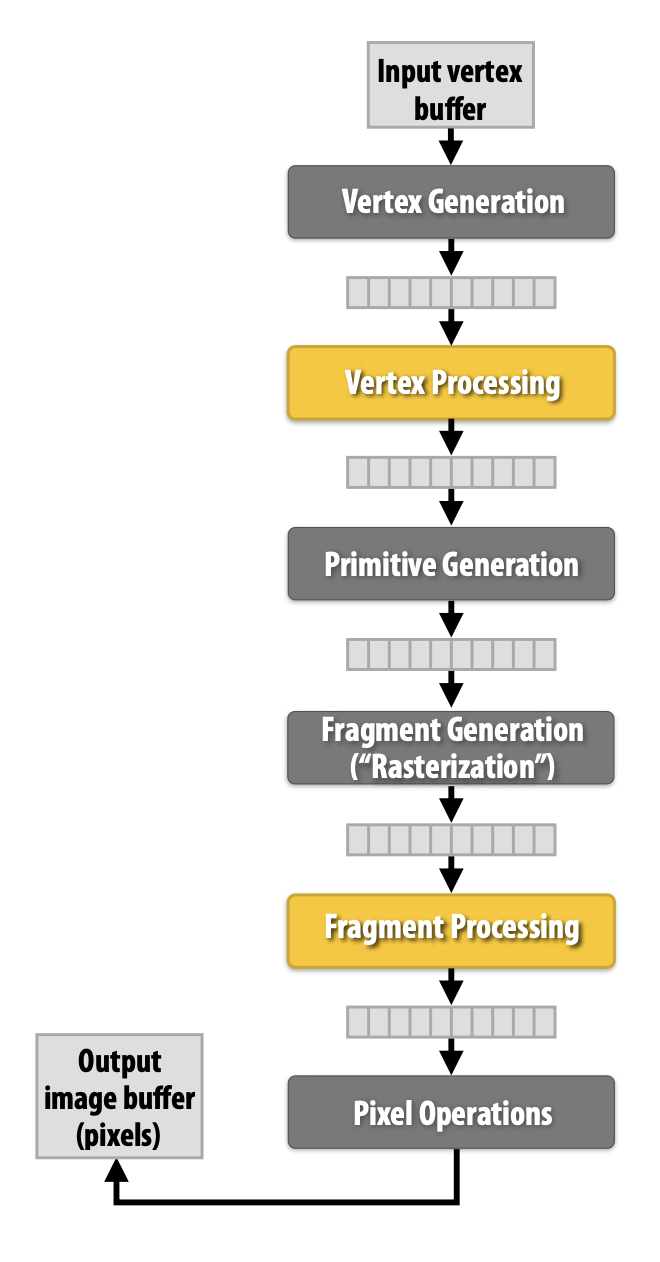 Input vertex
buffer
Vertex Generation
Vertex Processing
Primitive Generation
Fragment Generation
(“Rasterization”)
Fragment Processing
Pixel Operations
Output
image buffer
(pixels)